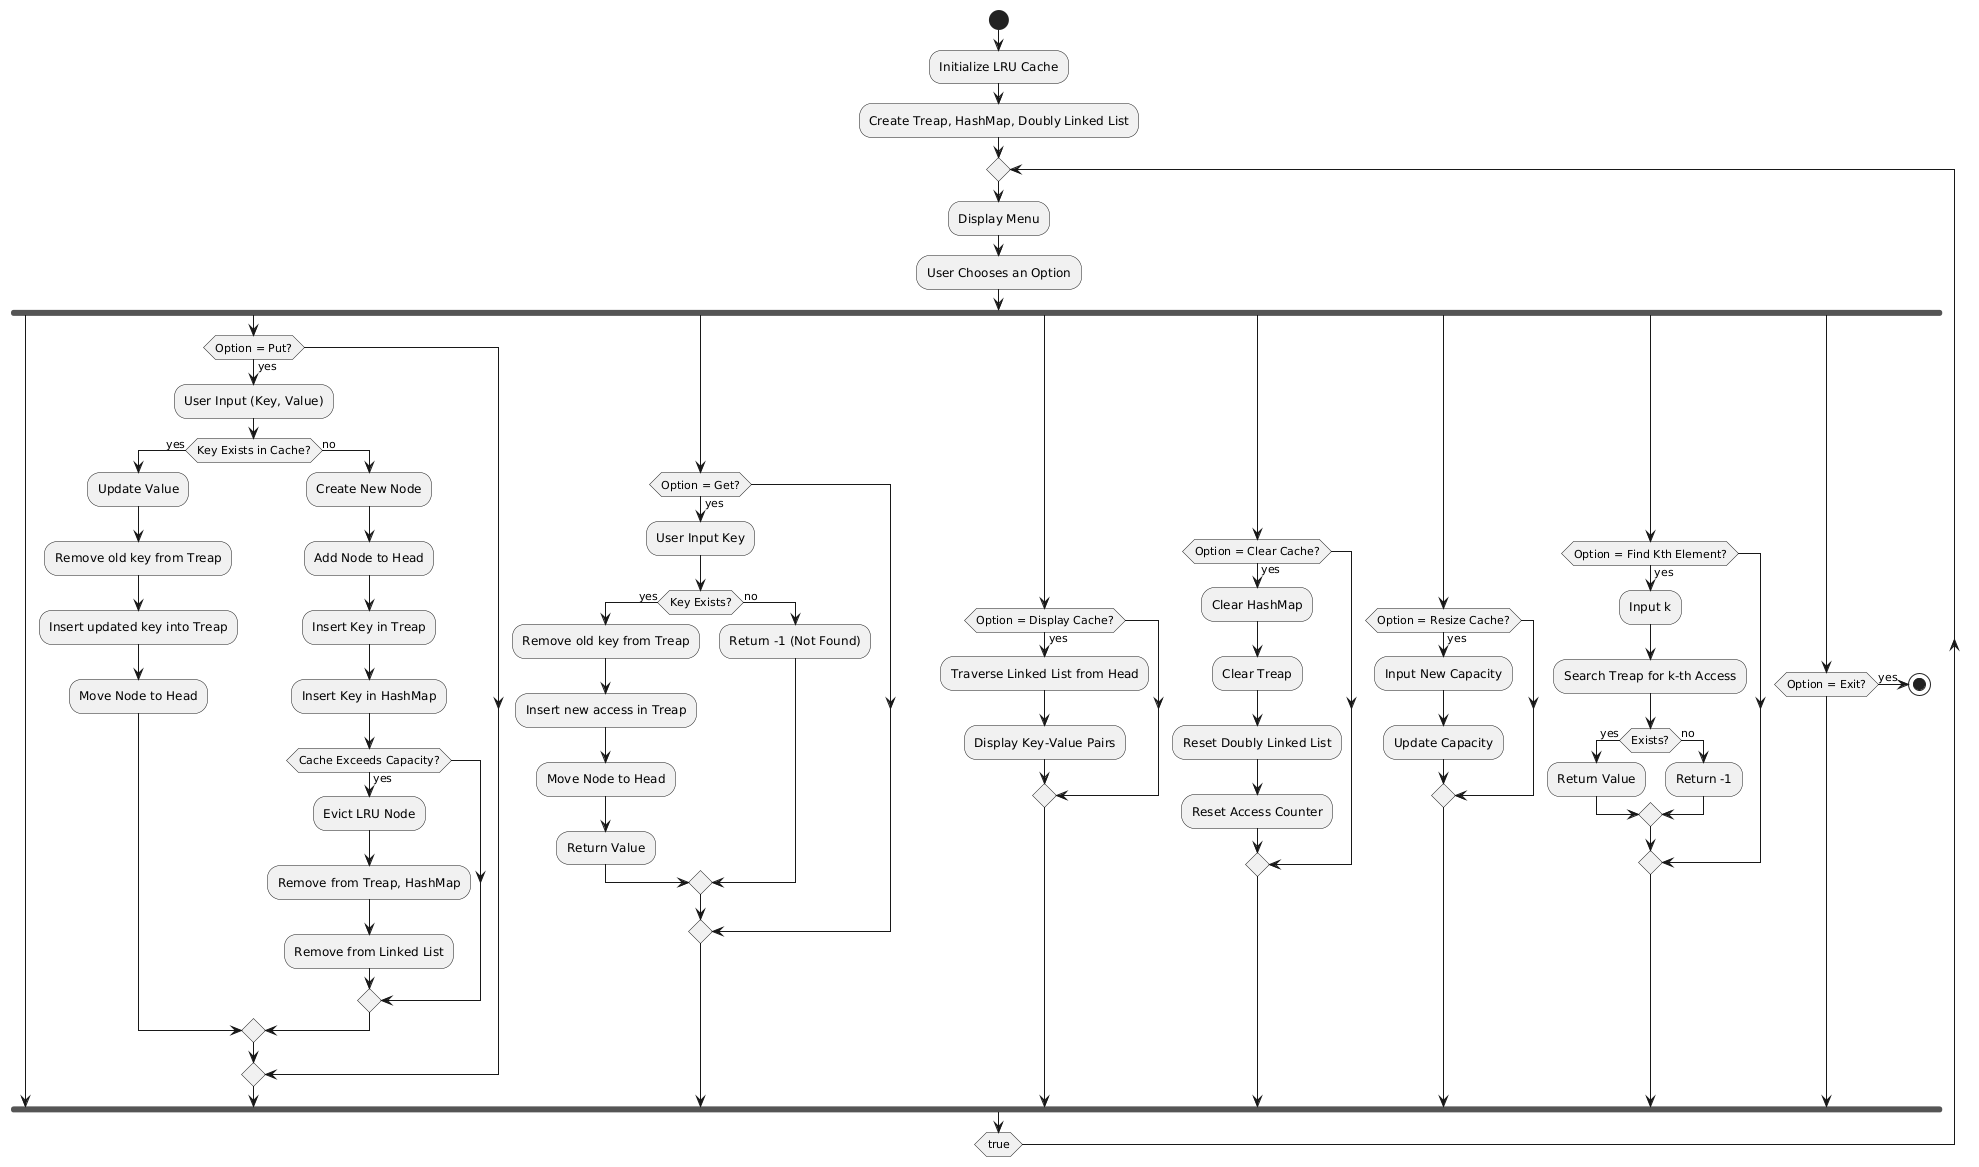 Initialize LRU Cache
Create Treap, HashMap, Doubly Linked List
Display Menu
User Chooses an Option
Option = Put?
yes
User Input (Key, Value)
yes
Key Exists in Cache?
no
Update Value
Remove old key from Treap
Insert updated key into Treap
Move Node to Head
Create New Node
Add Node to Head
Insert Key in Treap
Insert Key in HashMap
Cache Exceeds Capacity?
yes
Evict LRU Node
Remove from Treap, HashMap
Remove from Linked List
Option = Get?
yes
User Input Key
yes
Key Exists?
no
Remove old key from Treap
Insert new access in Treap
Move Node to Head
Return Value
Return -1 (Not Found)
Option = Display Cache?
yes
Traverse Linked List from Head
Display Key-Value Pairs
Option = Clear Cache?
yes
Clear HashMap
Clear Treap
Reset Doubly Linked List
Reset Access Counter
Option = Resize Cache?
yes
Input New Capacity
Update Capacity
Option = Find Kth Element?
yes
Input k
Search Treap for k-th Access
yes
Exists?
no
Return Value
Return -1
Option = Exit?
yes
true